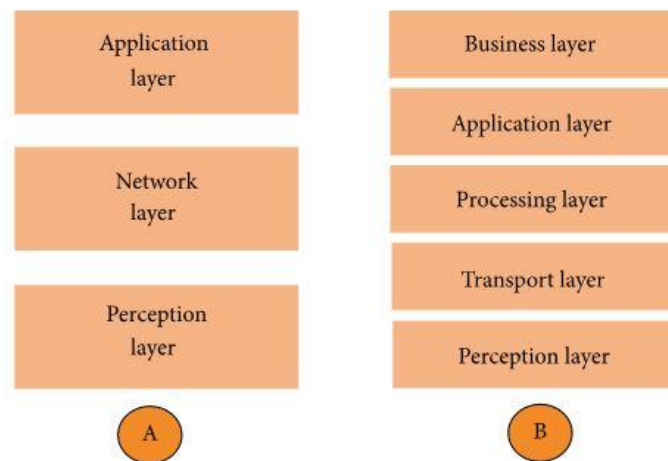 Application
layer
Network
layer
Perception
layer
A
Business layer
Application layer
Processing layer
Transport layer
Perception layer
B